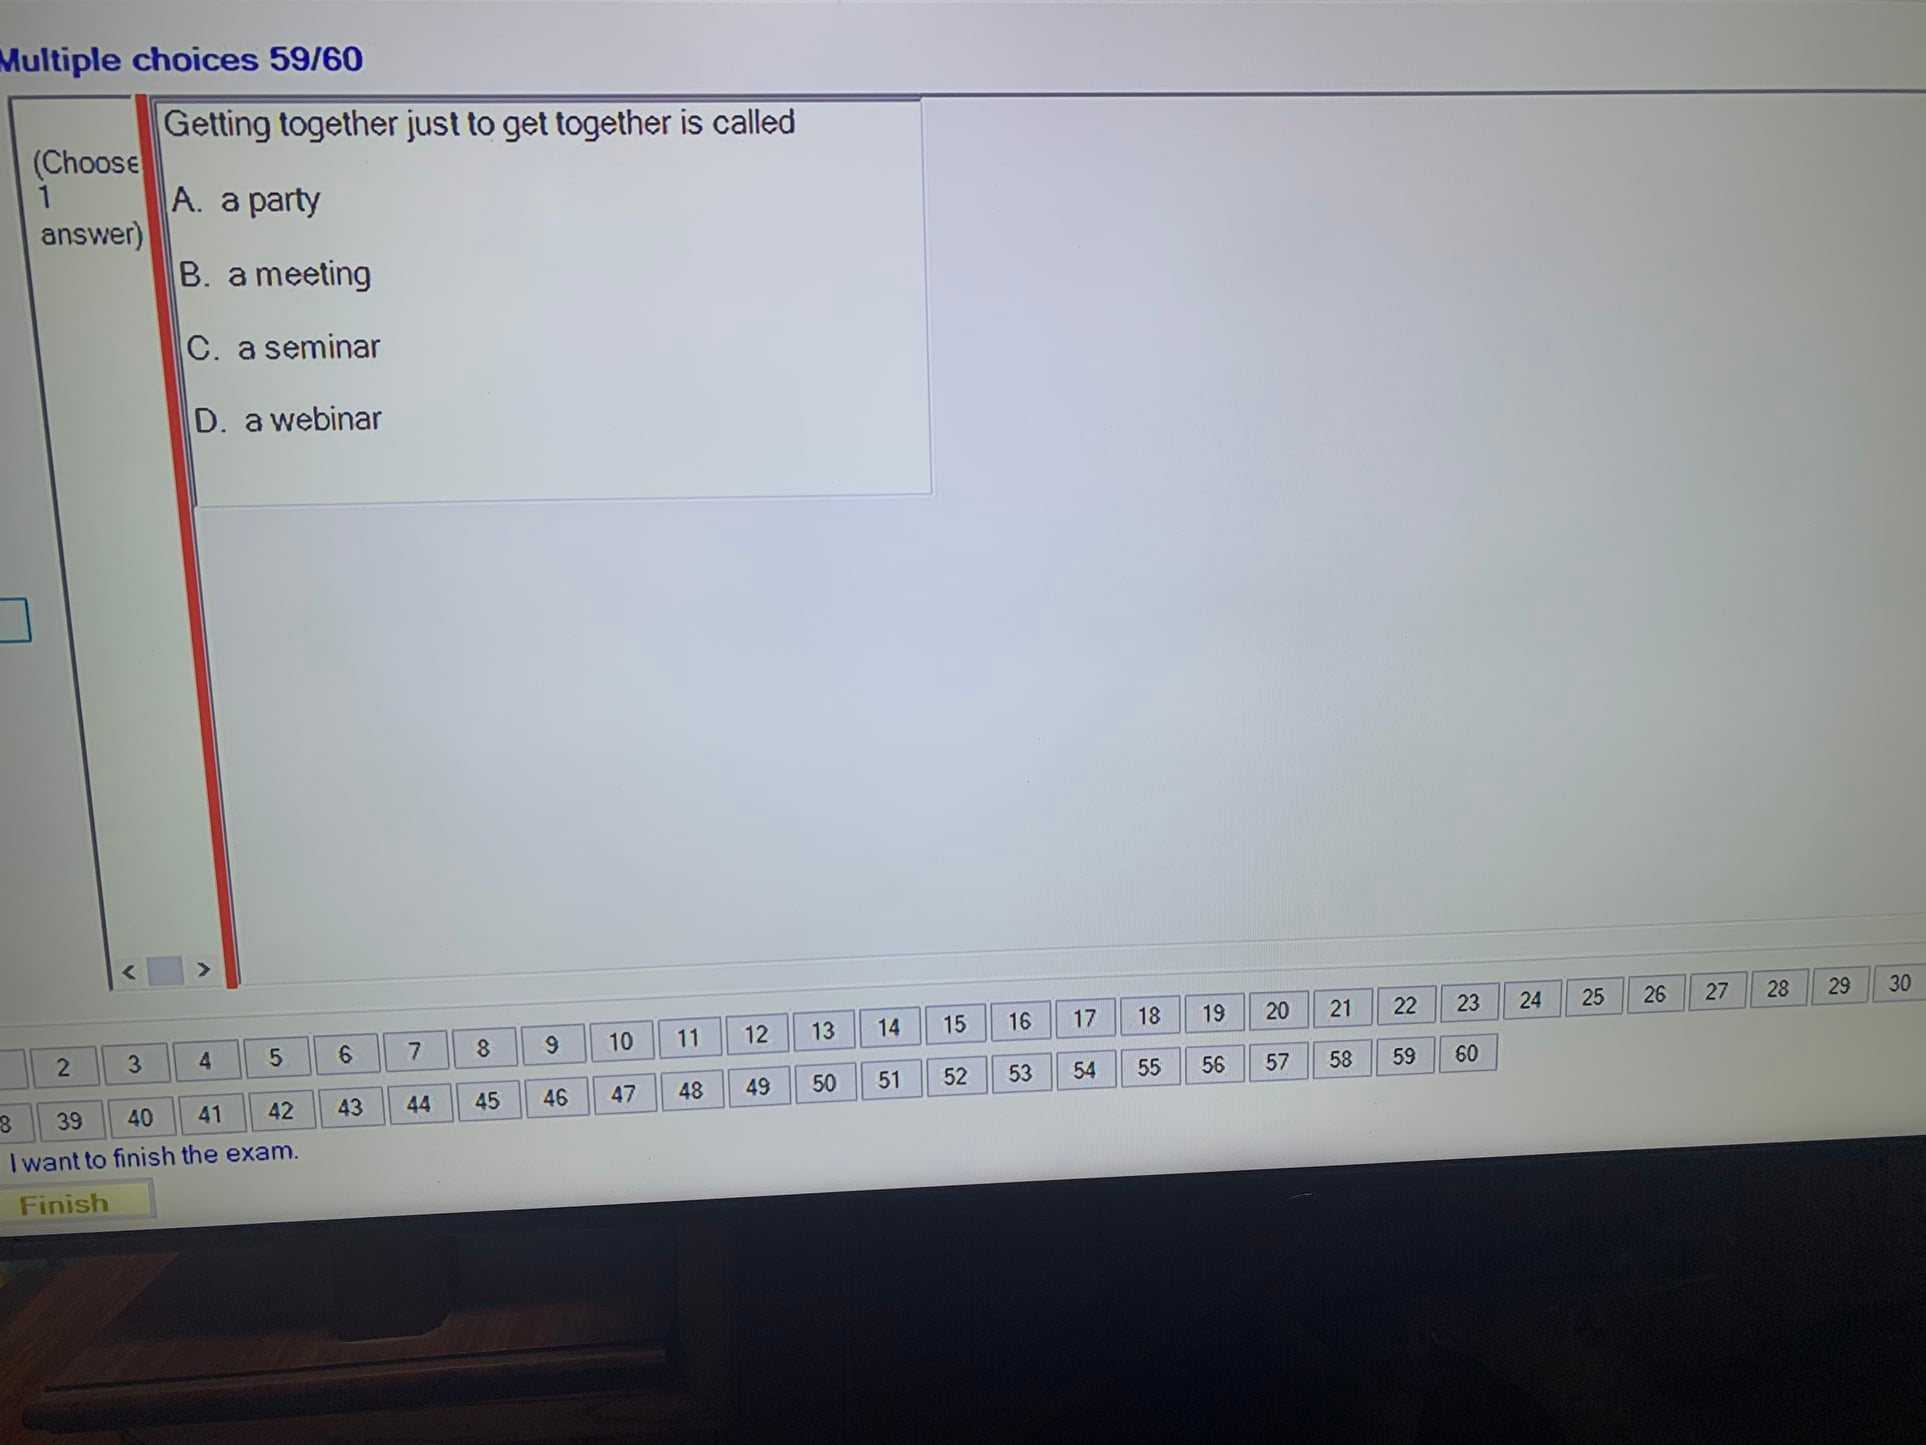 Multiple choices 59/60
(Choose
1
answer)
Getting together just to get together is called
A. a party
B. a meeting
C. a seminar
D. a webinar
< >
2 3 4 5 6 7 8 9 10 11 12 13 14 15 16 17 18 19 20 21 22 23 24 25 26 27 28 29 30
8 39 40 41 42 43 44 45 46 47 48 49 50 51 52 53 54 55 56 57 58 59 60
I want to finish the exam.
Finish